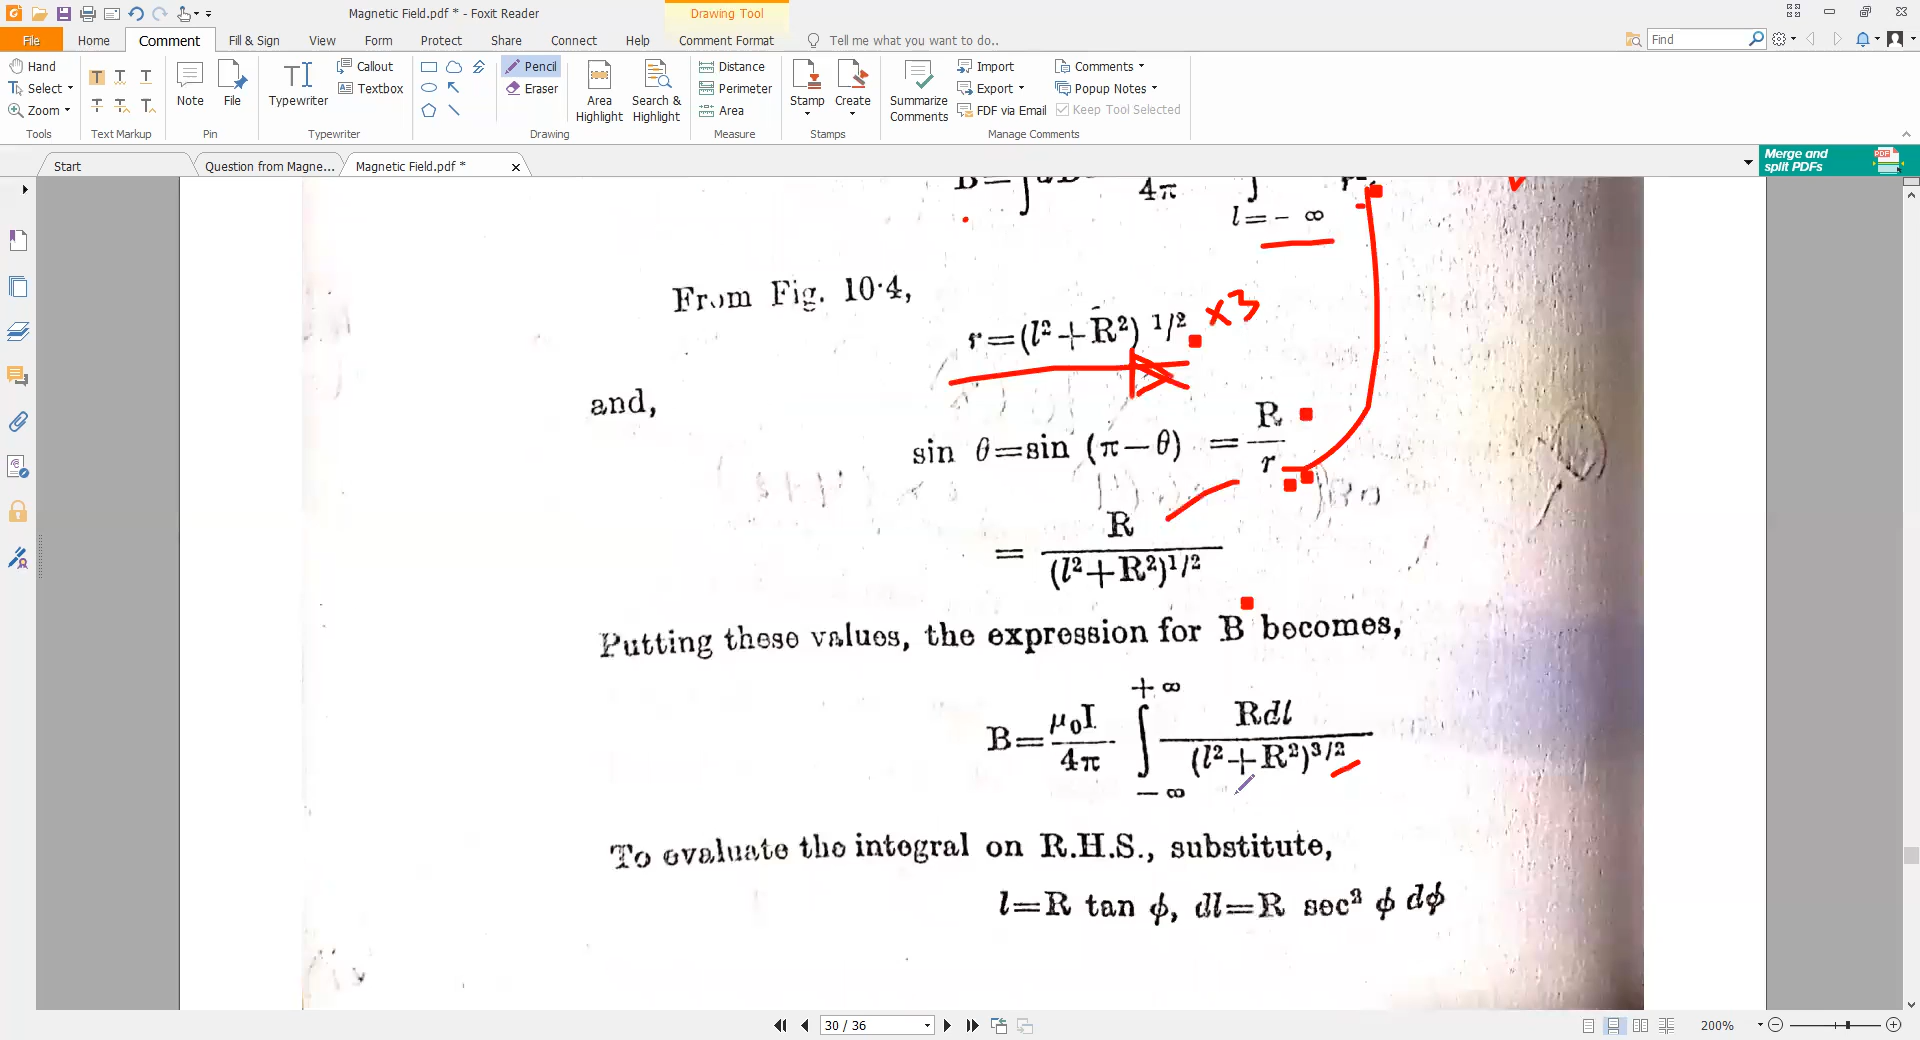 Magnetic Field.pdf * - Foxit Reader
Drawing Tool
File Home Comment Fill & Sign View Form Protect Share Connect Help Comment Format Tell me what you want to do.. Find
Hand
Select
Zoom
Tools
Text Markup
Note File
Pin
Typewriter
Callout
Textbox
Typewriter
Pencil
Eraser
Drawing
Area Highlight
Search & Highlight
Distance
Perimeter
Area
Measure
Stamp Create
Stamps
Summarize Comments
Import
Export
FDF via Email
Comments
Popup Notes
Keep Tool Selected
Manage Comments
Start Question from Magne... Magnetic Field.pdf *
Merge and split PDFs
PDF
4π
l=− ∞
From Fig. 10·4,
r=(l²+R²) 1/2 ×3
and,
sin θ=sin (π−θ) = R/r
= R/(l²+R²)1/2
Putting these values, the expression for B becomes,
B= μ₀I/4π ∫ +∞ −∞ Rdl/(l²+R²)3/2
To evaluate the integral on R.H.S., substitute,
l=R tan ϕ, dl=R sec² ϕ dϕ
30 / 36
200%